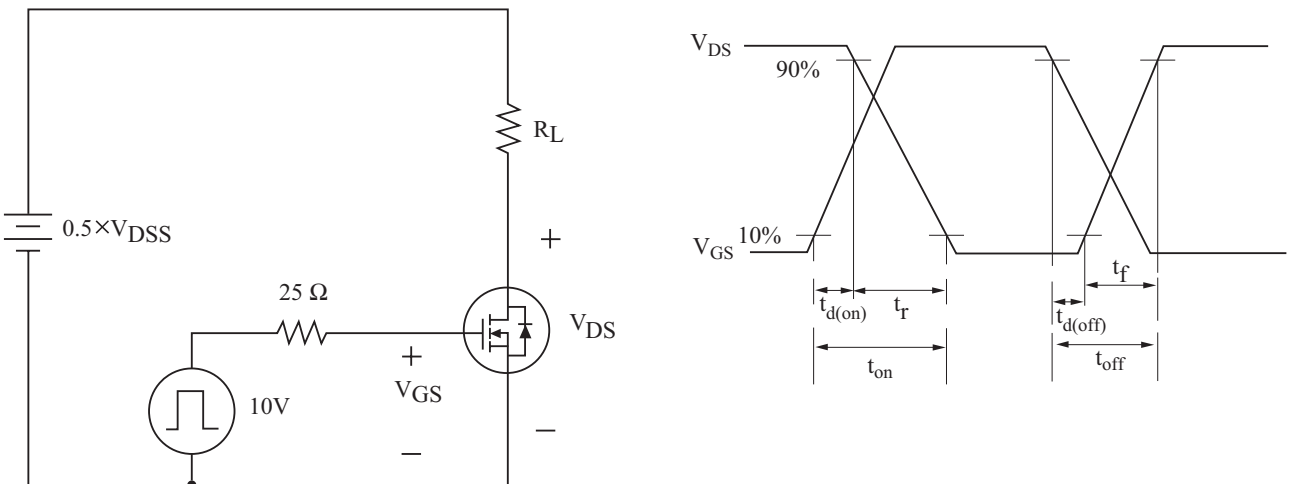 R_L
0.5×V_DSS
25 Ω
V_DS
V_GS
10V
+
−
+
−
V_DS
90%
V_GS 10%
t_d(on)
t_r
t_f
t_d(off)
t_on
t_off